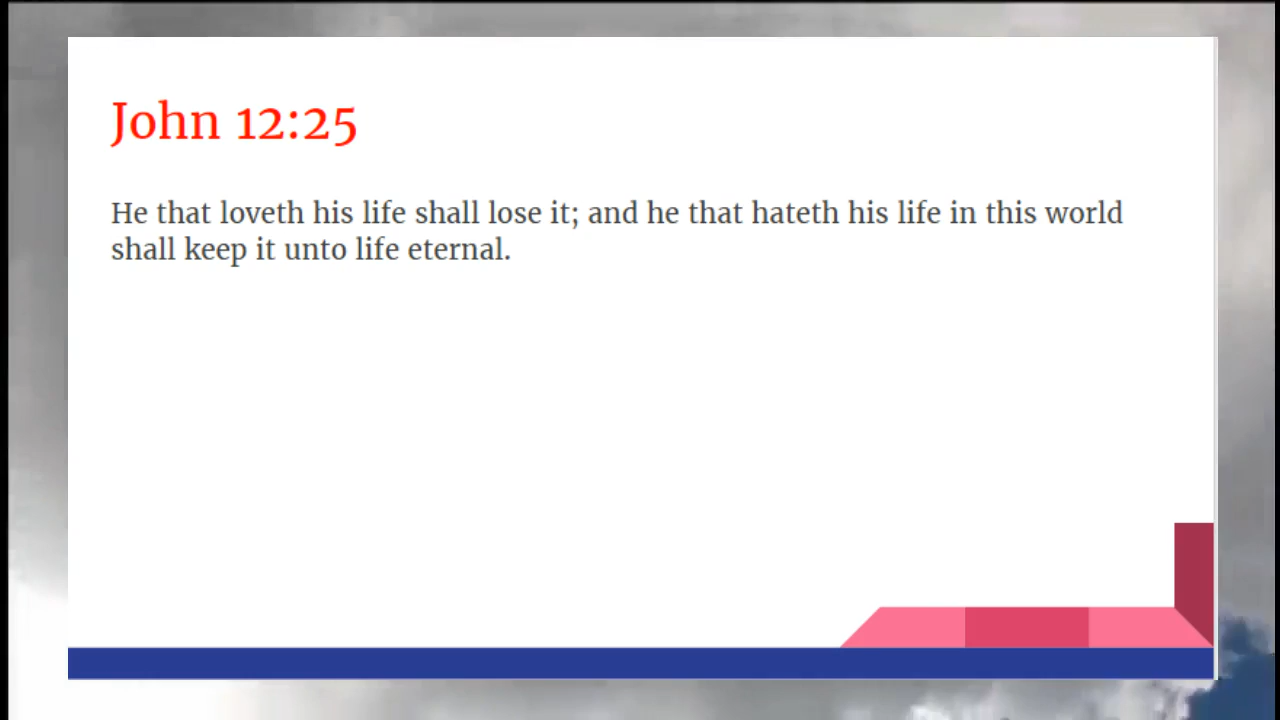 John 12:25
He that loveth his life shall lose it; and he that hateth his life in this world
shall keep it unto life eternal.